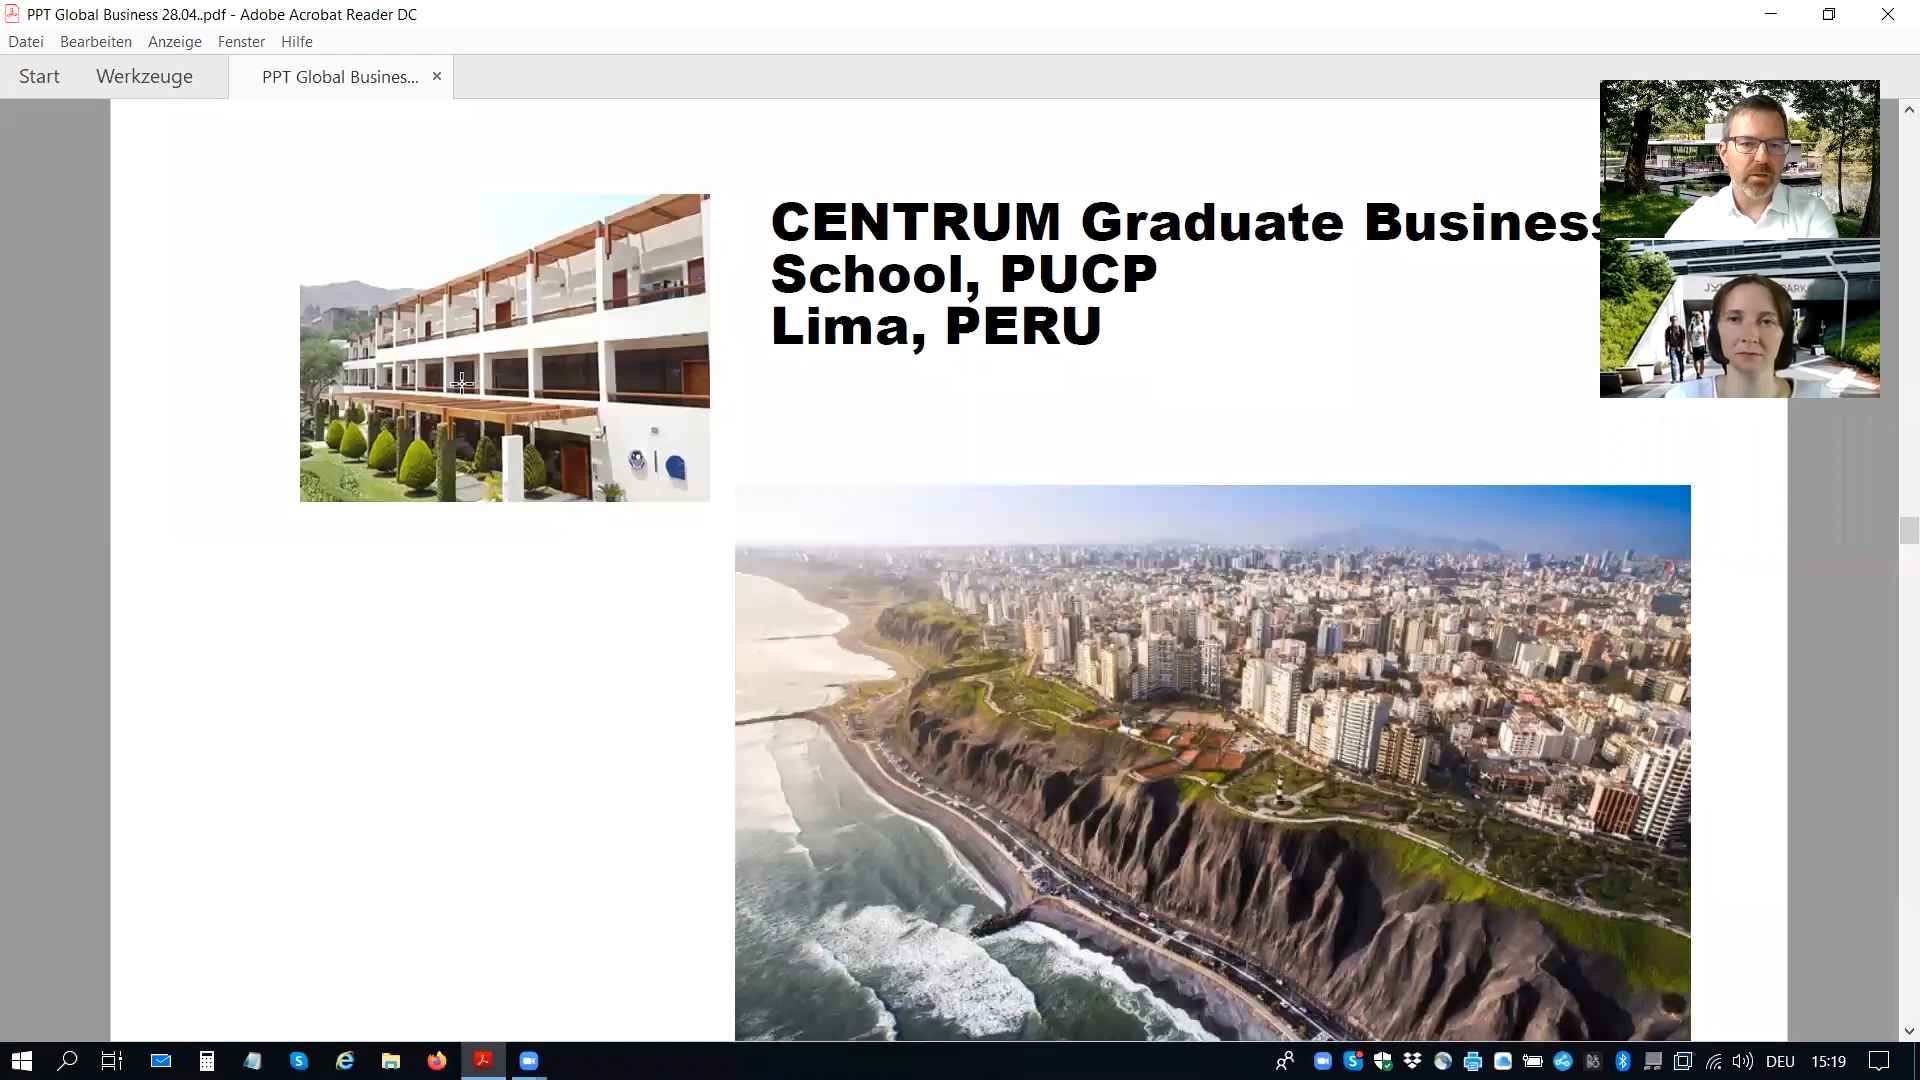 PPT Global Business 28.04..pdf - Adobe Acrobat Reader DC
Datei Bearbeiten Anzeige Fenster Hilfe
Start Werkzeuge PPT Global Busines...
CENTRUM Graduate Business
School, PUCP
Lima, PERU
DEU 15:19